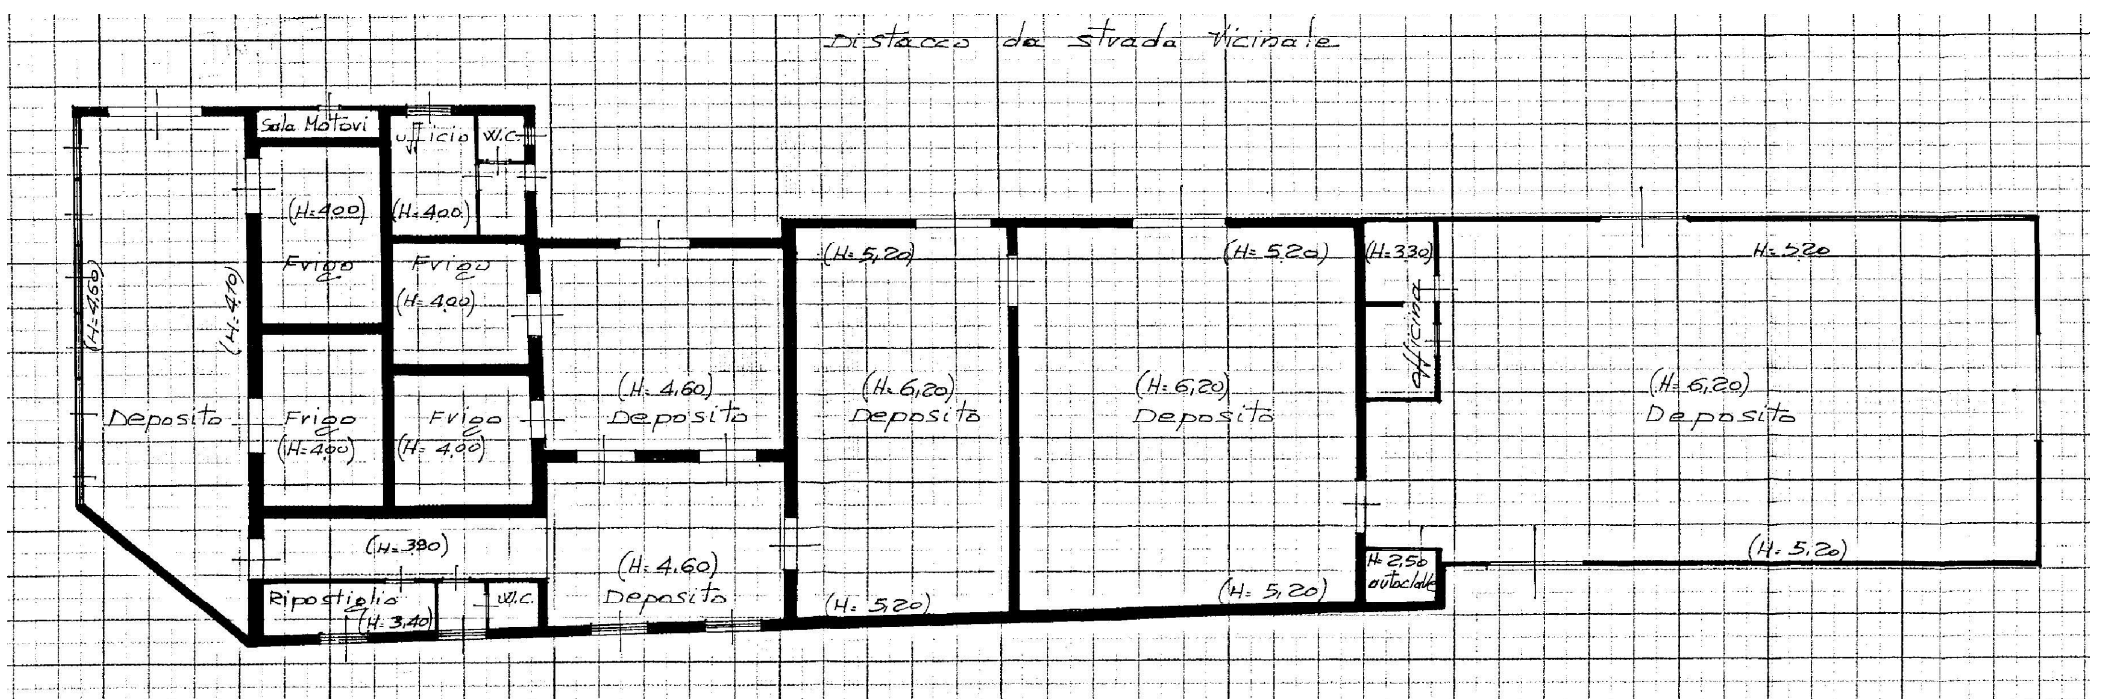 Distacco da strada Vicinale
Sala Motori
ufficio
W.C.
(H=4,00)
(H=4,00)
Frigo
Frigo
(H=4,00)
(H=4,60)
(H=4,10)
Deposito
Frigo
(H=4,00)
Frigo
(H=4,00)
(H=4,60)
Deposito
(H=5,20)
(H=6,20)
Deposito
(H=5,20)
(H=5,20)
(H=6,20)
Deposito
(H=5,20)
(H=3,30)
officina
H=5,20
(H=6,20)
Deposito
(H=5,20)
(H=3,90)
Ripostiglio
(H=3,40)
W.C.
(H=4,60)
Deposito
H=2,50
autoclave